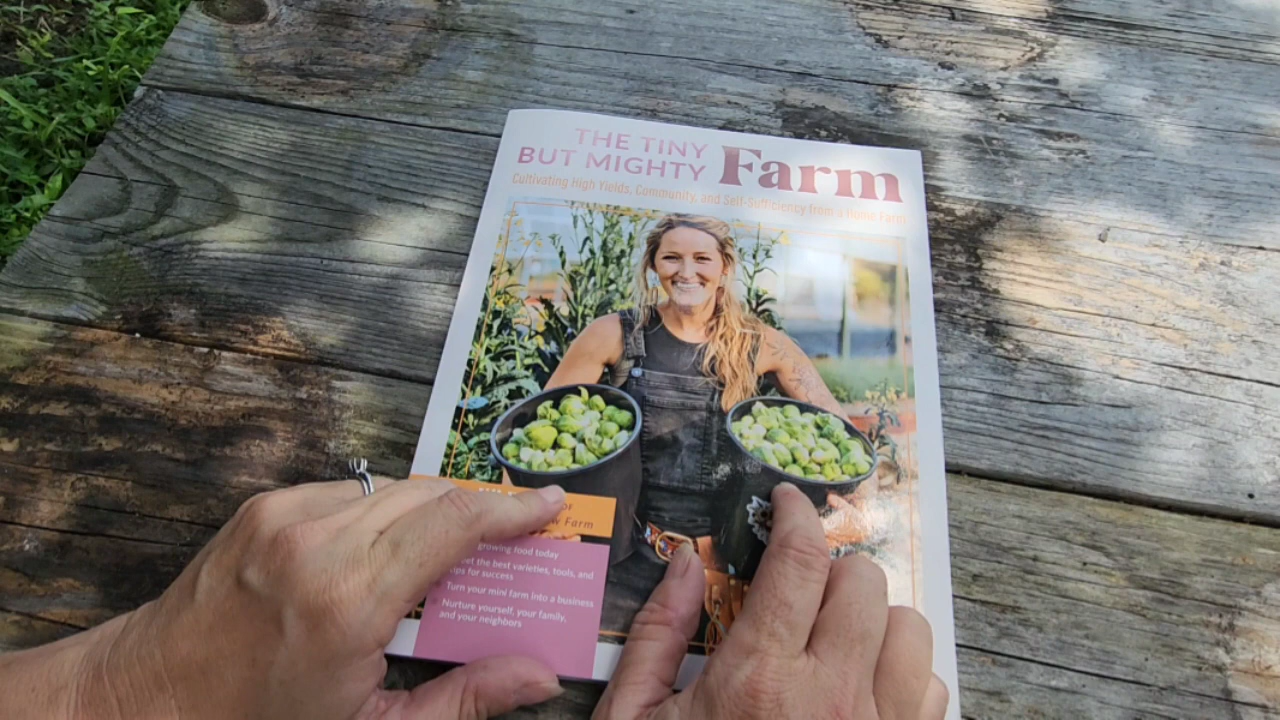 THE TINY
BUT MIGHTY
Farm
Cultivating High Yields, Community, and Self-Sufficiency from a Home Farm
Farm
growing food today
the best varieties, tools, and
tips for success
Turn your mini farm into a business
Nurture yourself, your family,
and your neighbors